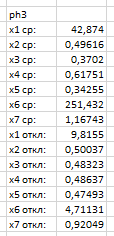 ph3
x1 ср: 42,874
x2 ср: 0,49616
x3 ср: 0,3702
x4 ср: 0,61751
x5 ср: 0,34255
x6 ср: 251,432
x7 ср: 1,16743
x1 откл: 9,8155
x2 откл: 0,50037
x3 откл: 0,48323
x4 откл: 0,48637
x5 откл: 0,47493
x6 откл: 4,71131
x7 откл: 0,92049